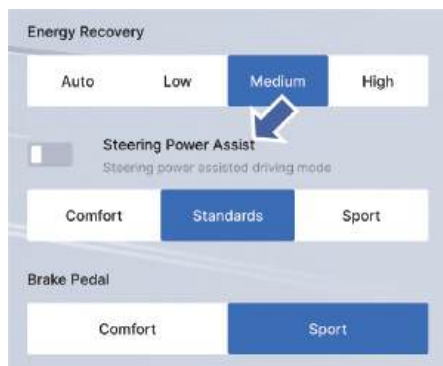 Energy Recovery
Auto Low Medium High
Steering Power Assist
Steering power assisted driving mode
Comfort Standards Sport
Brake Pedal
Comfort Sport